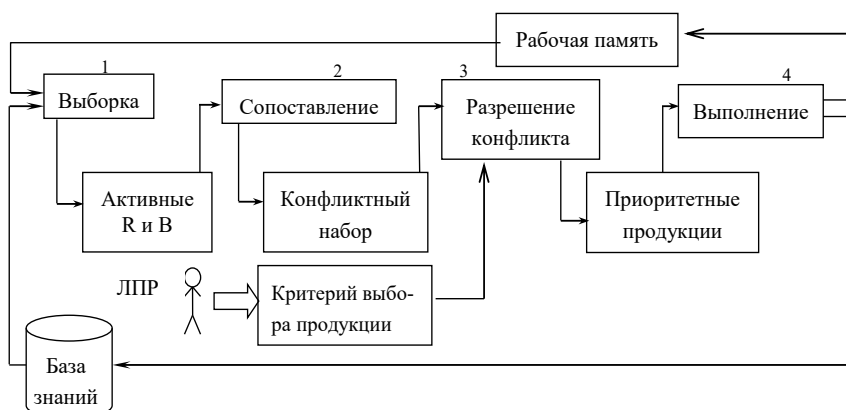 Рабочая память
1
Выборка
2
Сопоставление
3
Разрешение
конфликта
4
Выполнение
Активные
R и B
Конфликтный
набор
Приоритетные
продукции
ЛПР
Критерий выбо-
ра продукции
База
знаний